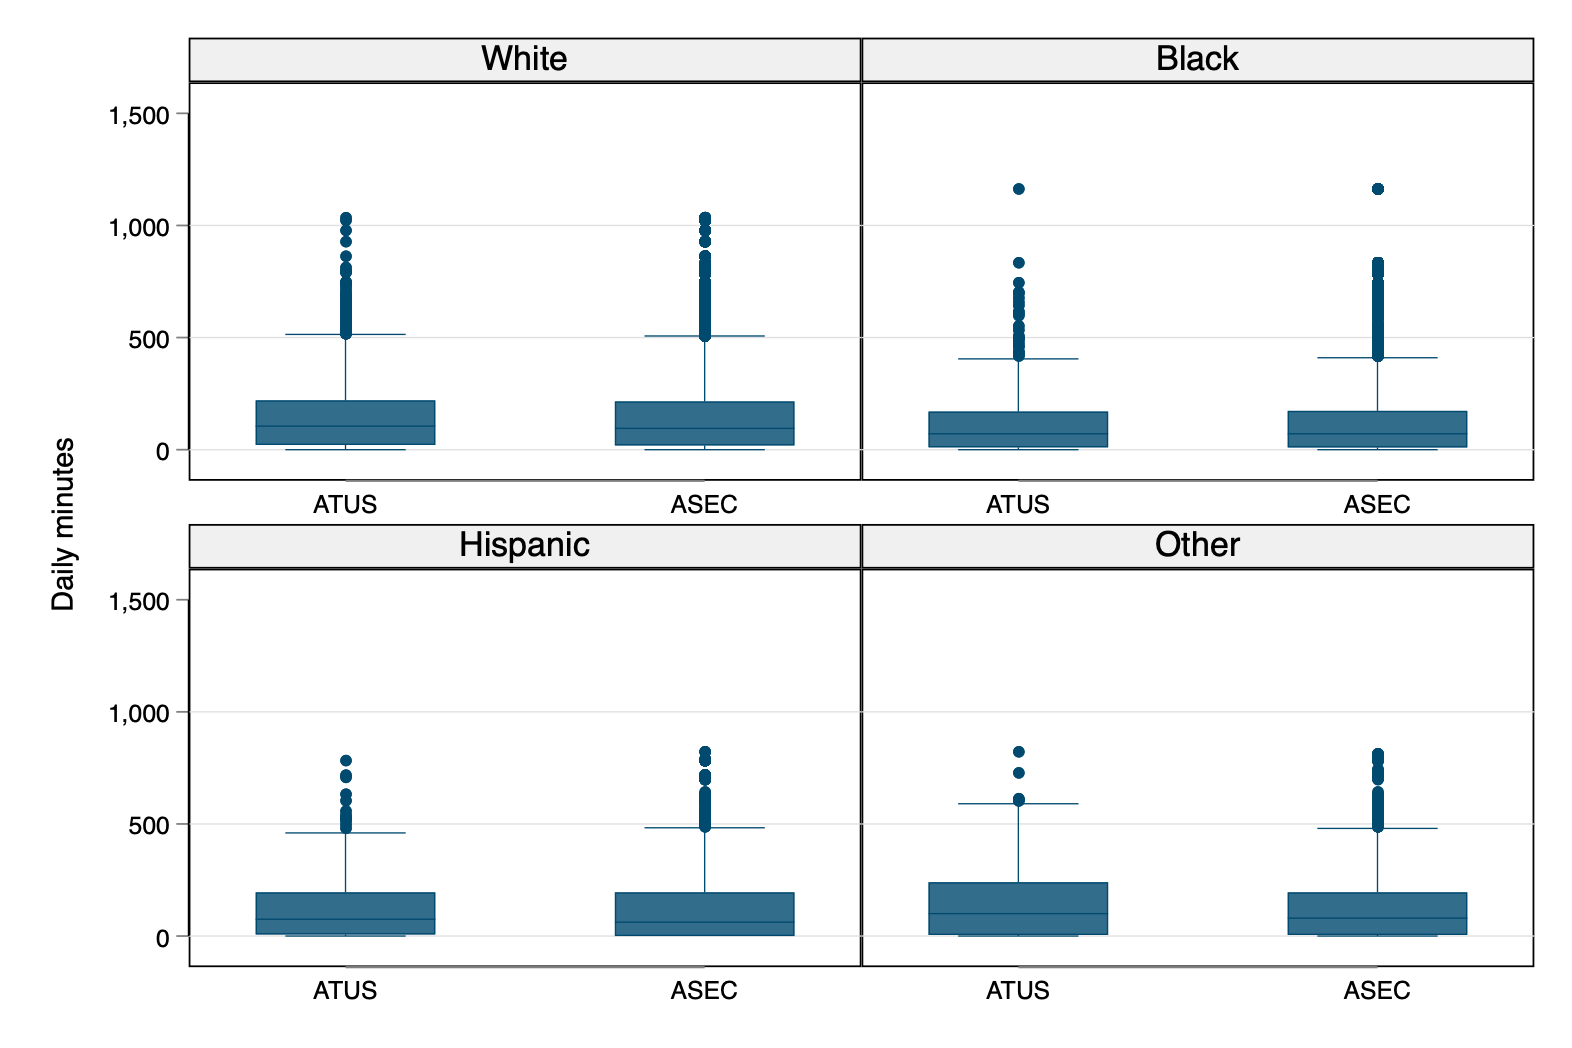 Daily minutes
White
Black
1,500
1,000
500
0
ATUS
ASEC
ATUS
ASEC
Hispanic
Other
1,500
1,000
500
0
ATUS
ASEC
ATUS
ASEC